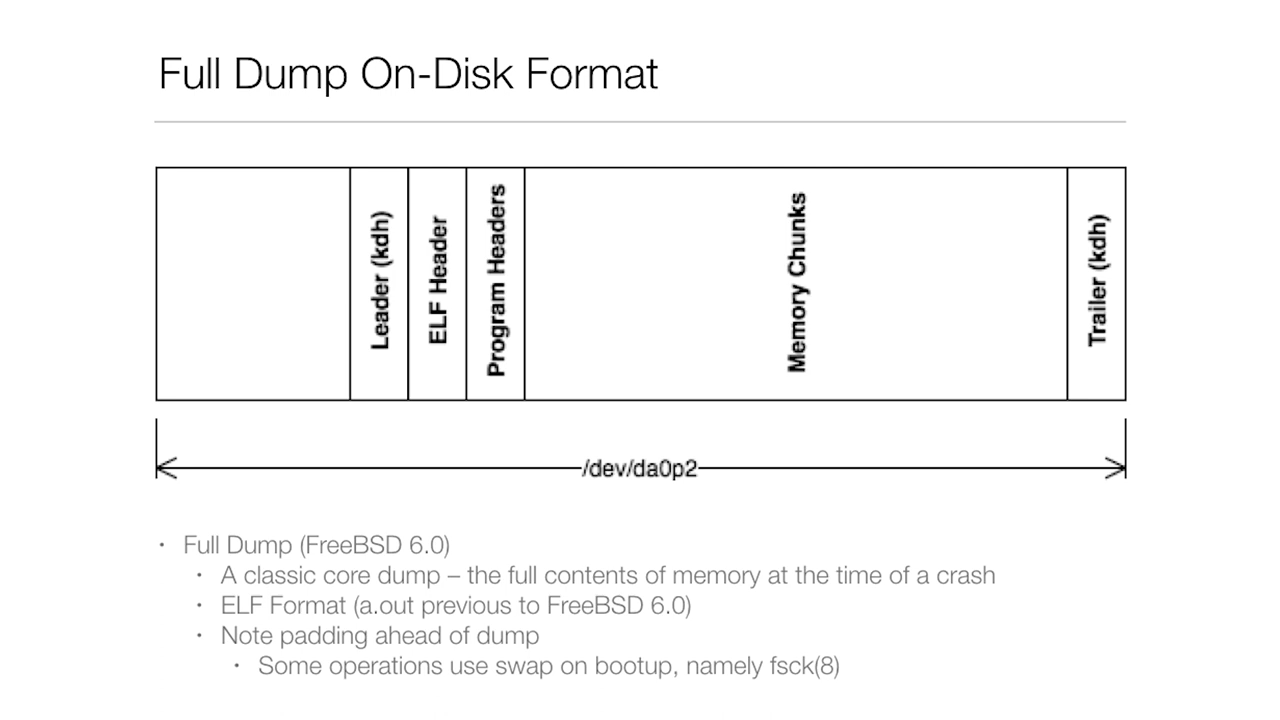 Full Dump On-Disk Format
Leader (kdh)
ELF Header
Program Headers
Memory Chunks
Trailer (kdh)
/dev/da0p2
• Full Dump (FreeBSD 6.0)
• A classic core dump – the full contents of memory at the time of a crash
• ELF Format (a.out previous to FreeBSD 6.0)
• Note padding ahead of dump
• Some operations use swap on bootup, namely fsck(8)